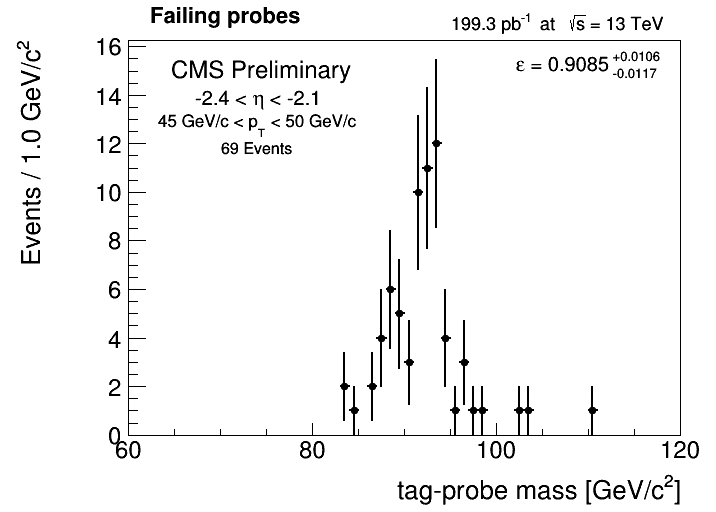 Failing probes
199.3 pb⁻¹ at √s = 13 TeV
CMS Preliminary
-2.4 < η < -2.1
45 GeV/c < p_T < 50 GeV/c
69 Events
ε = 0.9085 +0.0106 -0.0117
Events / 1.0 GeV/c²
16
14
12
10
8
6
4
2
0
60
80
100
120
tag-probe mass [GeV/c²]